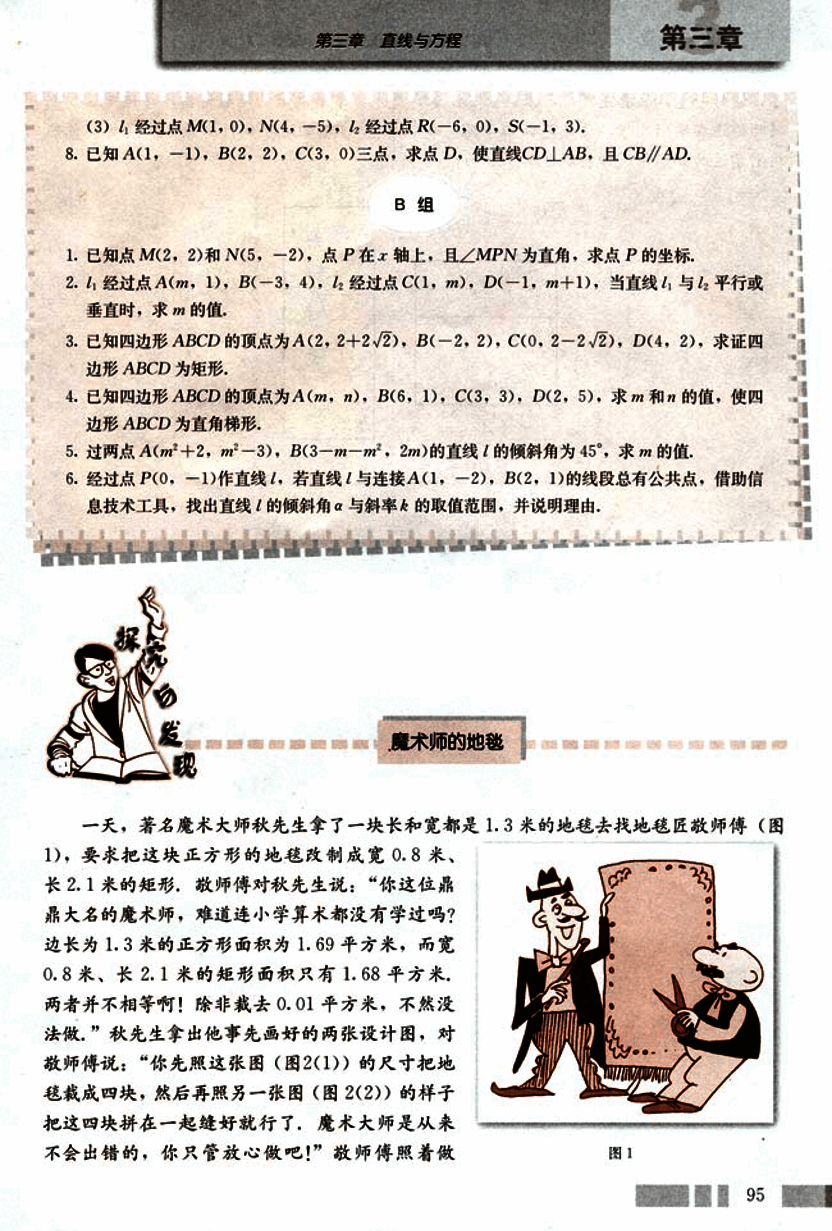 第三章 直线与方程
第三章
(3) l₁ 经过点 M(1,0),N(4,-5),l₂ 经过点 R(-6,0),S(-1,3).
8. 已知 A(1,-1),B(2,2),C(3,0)三点,求点 D,使直线CD⊥AB,且 CB∥AD.
B 组
1. 已知点 M(2,2)和 N(5,-2),点 P 在 x 轴上,且∠MPN 为直角,求点 P 的坐标.
2. l₁ 经过点 A(m,1),B(-3,4),l₂ 经过点 C(1,m),D(-1,m+1),当直线 l₁ 与 l₂ 平行或
垂直时,求 m 的值.
3. 已知四边形 ABCD 的顶点为 A(2,2+2√2),B(-2,2),C(0,2-2√2),D(4,2),求证四
边形 ABCD 为矩形.
4. 已知四边形 ABCD 的顶点为 A(m,n),B(6,1),C(3,3),D(2,5),求 m 和 n 的值,使四
边形 ABCD 为直角梯形.
5. 过两点 A(m²+2,m²-3),B(3-m-m²,2m)的直线 l 的倾斜角为 45°,求 m 的值.
6. 经过点 P(0,-1)作直线 l,若直线 l 与连接 A(1,-2),B(2,1)的线段总有公共点,借助信
息技术工具,找出直线 l 的倾斜角 α 与斜率 k 的取值范围,并说明理由.
探究与发现
魔术师的地毯
一天,著名魔术大师秋先生拿了一块长和宽都是 1.3 米的地毯去找地毯匠敬师傅(图
1),要求把这块正方形的地毯改制成宽 0.8 米、
长 2.1 米的矩形. 敬师傅对秋先生说:“你这位鼎
鼎大名的魔术师,难道连小学算术都没有学过吗?
边长为 1.3 米的正方形面积为 1.69 平方米,而宽
0.8 米、长 2.1 米的矩形面积只有 1.68 平方米.
两者并不相等啊!除非裁去 0.01 平方米,不然没
法做.”秋先生拿出他事先画好的两张设计图,对
敬师傅说:“你先照这张图(图2(1))的尺寸把地
毯裁成四块,然后再照另一张图(图 2(2))的样子
把这四块拼在一起缝好就行了. 魔术大师是从来
不会出错的,你只管放心做吧!”敬师傅照着做
图 1
95